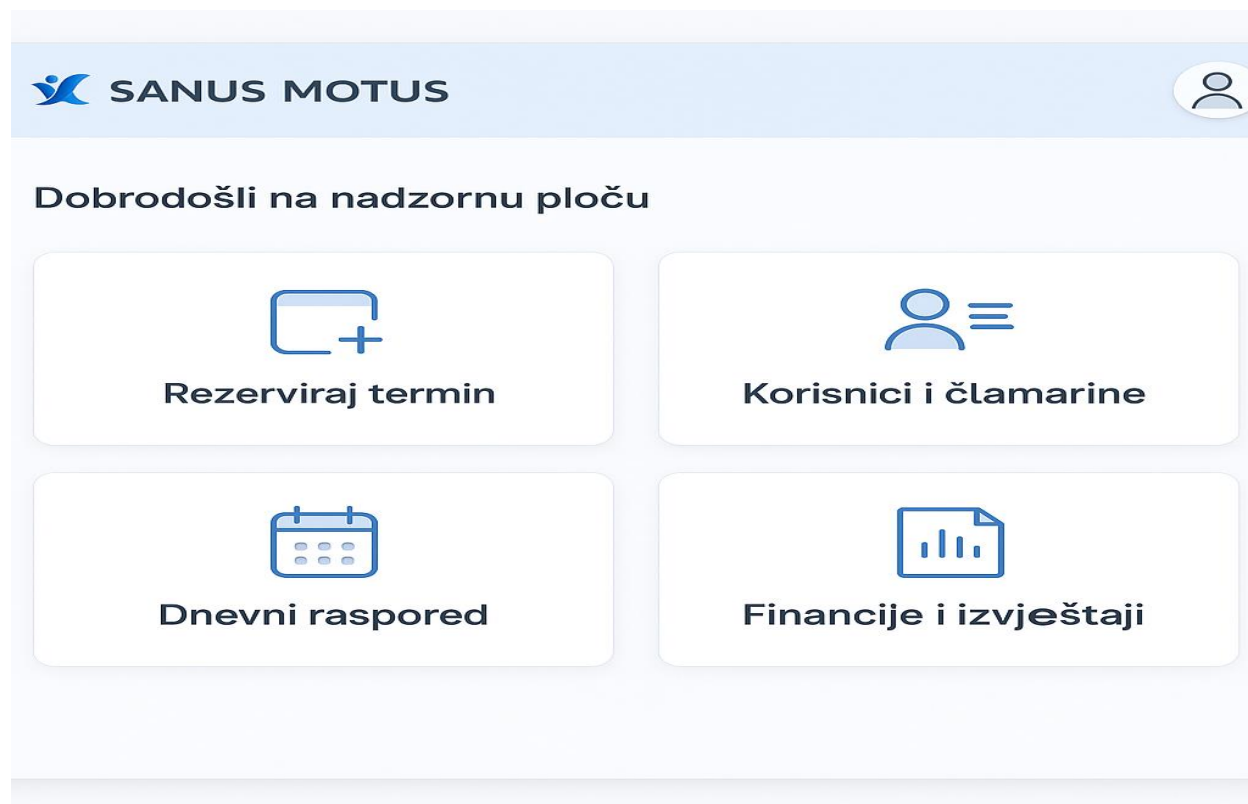 SANUS MOTUS
Dobrodošli na nadzornu ploču
Rezerviraj termin
Korisnici i člamarine
Dnevni raspored
Financije i izvještaji